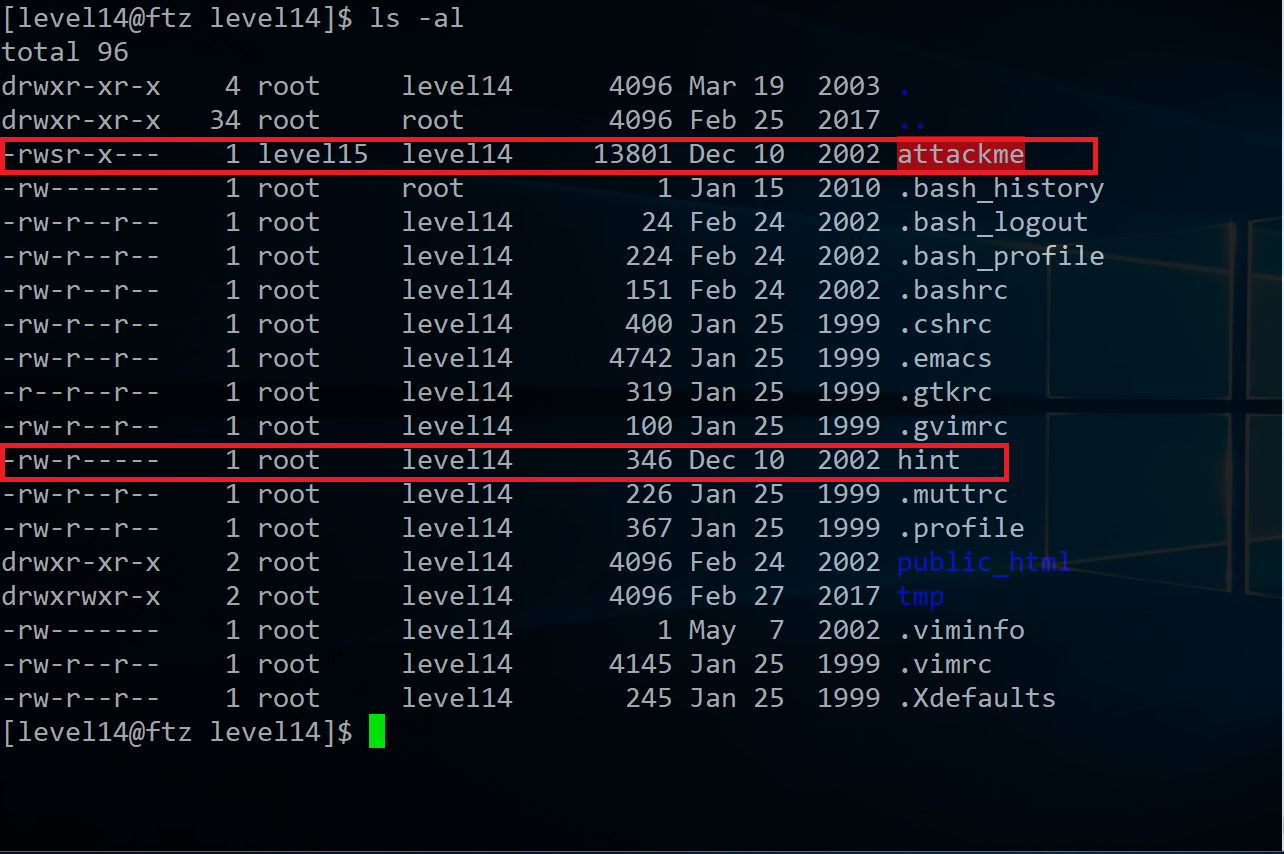 [level14@ftz level14]$ ls -al
total 96
drwxr-xr-x    4 root     level14      4096 Mar 19  2003 .
drwxr-xr-x   34 root     root         4096 Feb 25  2017 ..
-rwsr-x---    1 level15  level14     13801 Dec 10  2002 attackme
-rw-------    1 root     root            1 Jan 15  2010 .bash_history
-rw-r--r--    1 root     level14        24 Feb 24  2002 .bash_logout
-rw-r--r--    1 root     level14       224 Feb 24  2002 .bash_profile
-rw-r--r--    1 root     level14       151 Feb 24  2002 .bashrc
-rw-r--r--    1 root     level14       400 Jan 25  1999 .cshrc
-rw-r--r--    1 root     level14      4742 Jan 25  1999 .emacs
-r--r--r--    1 root     level14       319 Jan 25  1999 .gtkrc
-rw-r--r--    1 root     level14       100 Jan 25  1999 .gvimrc
-rw-r-----    1 root     level14       346 Dec 10  2002 hint
-rw-r--r--    1 root     level14       226 Jan 25  1999 .muttrc
-rw-r--r--    1 root     level14       367 Jan 25  1999 .profile
drwxr-xr-x    2 root     level14      4096 Feb 24  2002 public_html
drwxrwxr-x    2 root     level14      4096 Feb 27  2017 tmp
-rw-------    1 root     level14         1 May  7  2002 .viminfo
-rw-r--r--    1 root     level14      4145 Jan 25  1999 .vimrc
-rw-r--r--    1 root     level14       245 Jan 25  1999 .Xdefaults
[level14@ftz level14]$